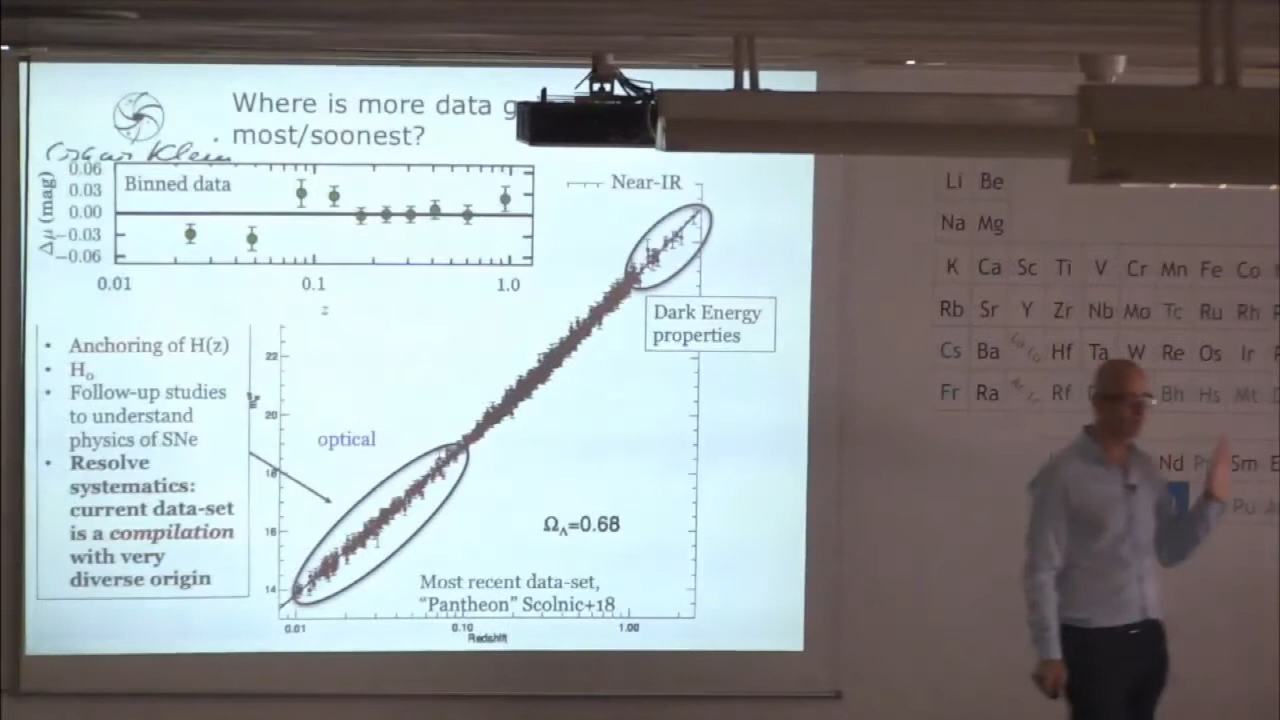 Where is more data g
most/soonest?
Oskar Klein
0.06
0.03
0.00
−0.03
−0.06
Δμ (mag)
Binned data
0.01
0.1
1.0
z
Near-IR
Dark Energy
properties
• Anchoring of H(z)
• H₀
• Follow-up studies
to understand
physics of SNe
• Resolve
systematics:
current data-set
is a compilation
with very
diverse origin
optical
22
20
18
16
14
Ω_Λ=0.68
Most recent data-set,
"Pantheon" Scolnic+18
0.01
0.10
1.00
Redshift
Li Be
Na Mg
K Ca Sc Ti V Cr Mn Fe Co
Rb Sr Y Zr Nb Mo Tc Ru Rh
Cs Ba Hf Ta W Re Os Ir
Fr Ra Rf Bh Hs Mt
Nd Sm
Pu